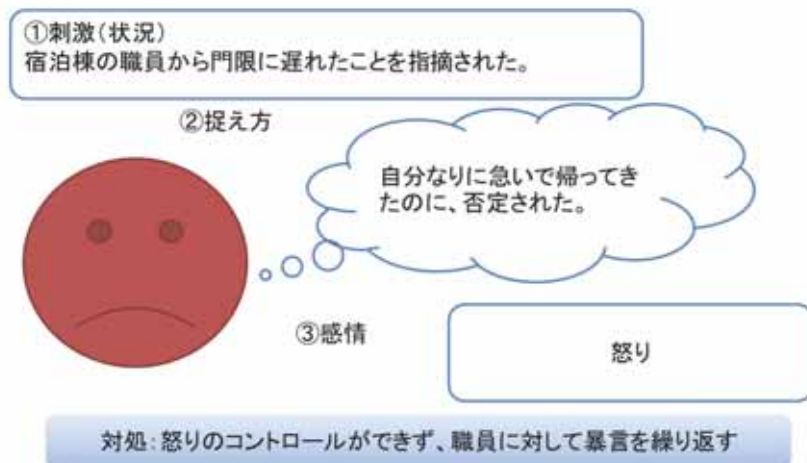 ①刺激(状況)
宿泊棟の職員から門限に遅れたことを指摘された。
②捉え方
自分なりに急いで帰ってき
たのに、否定された。
③感情
怒り
対処:怒りのコントロールができず、職員に対して暴言を繰り返す